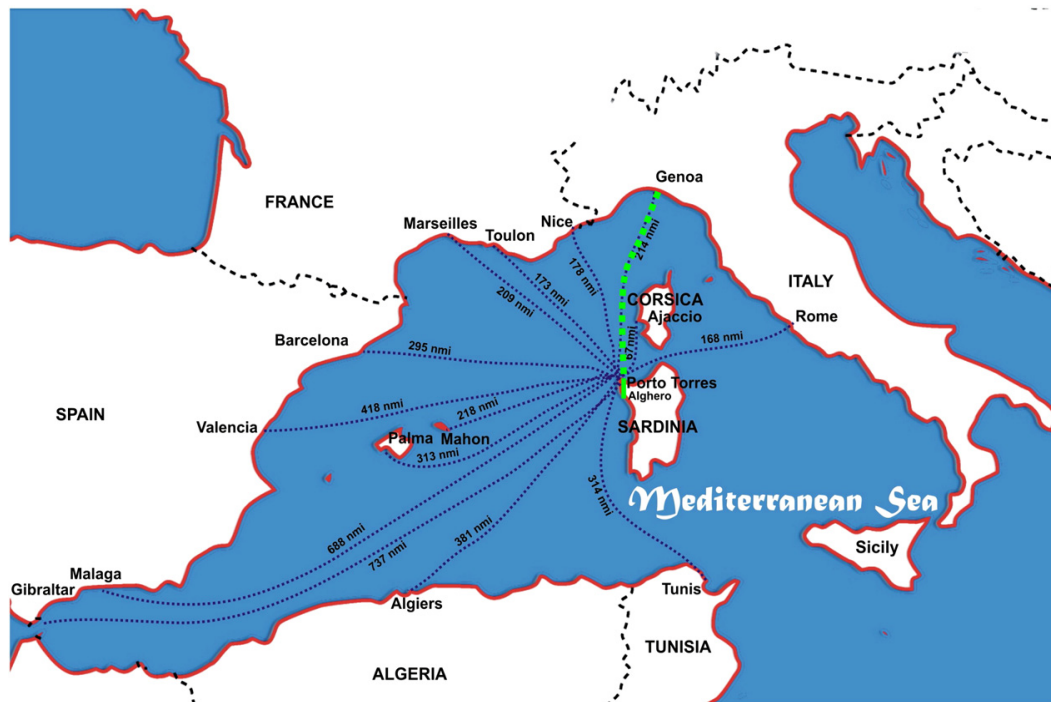 Genoa
FRANCE
Marseilles
Toulon
Nice
214 nmi
178 nmi
173 nmi
209 nmi
ITALY
CORSICA
Ajaccio
Rome
67nmi
168 nmi
Barcelona
295 nmi
Porto Torres
Alghero
418 nmi
218 nmi
SPAIN
Valencia
Palma
Mahon
SARDINIA
313 nmi
314 nmi
Mediterranean Sea
688 nmi
737 nmi
381 nmi
Sicily
Malaga
Gibraltar
Algiers
Tunis
TUNISIA
ALGERIA